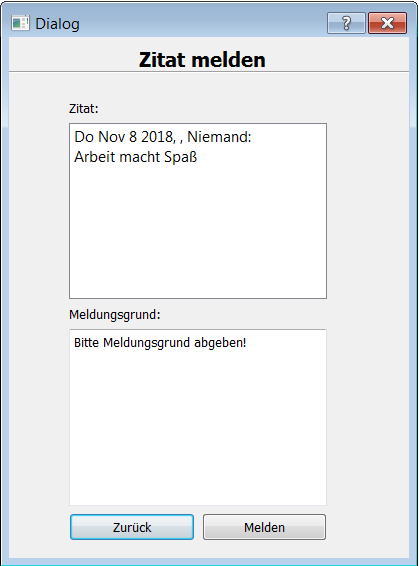 Dialog
Zitat melden
Zitat:
Do Nov 8 2018, , Niemand:
Arbeit macht Spaß
Meldungsgrund:
Bitte Meldungsgrund abgeben!
Zurück
Melden